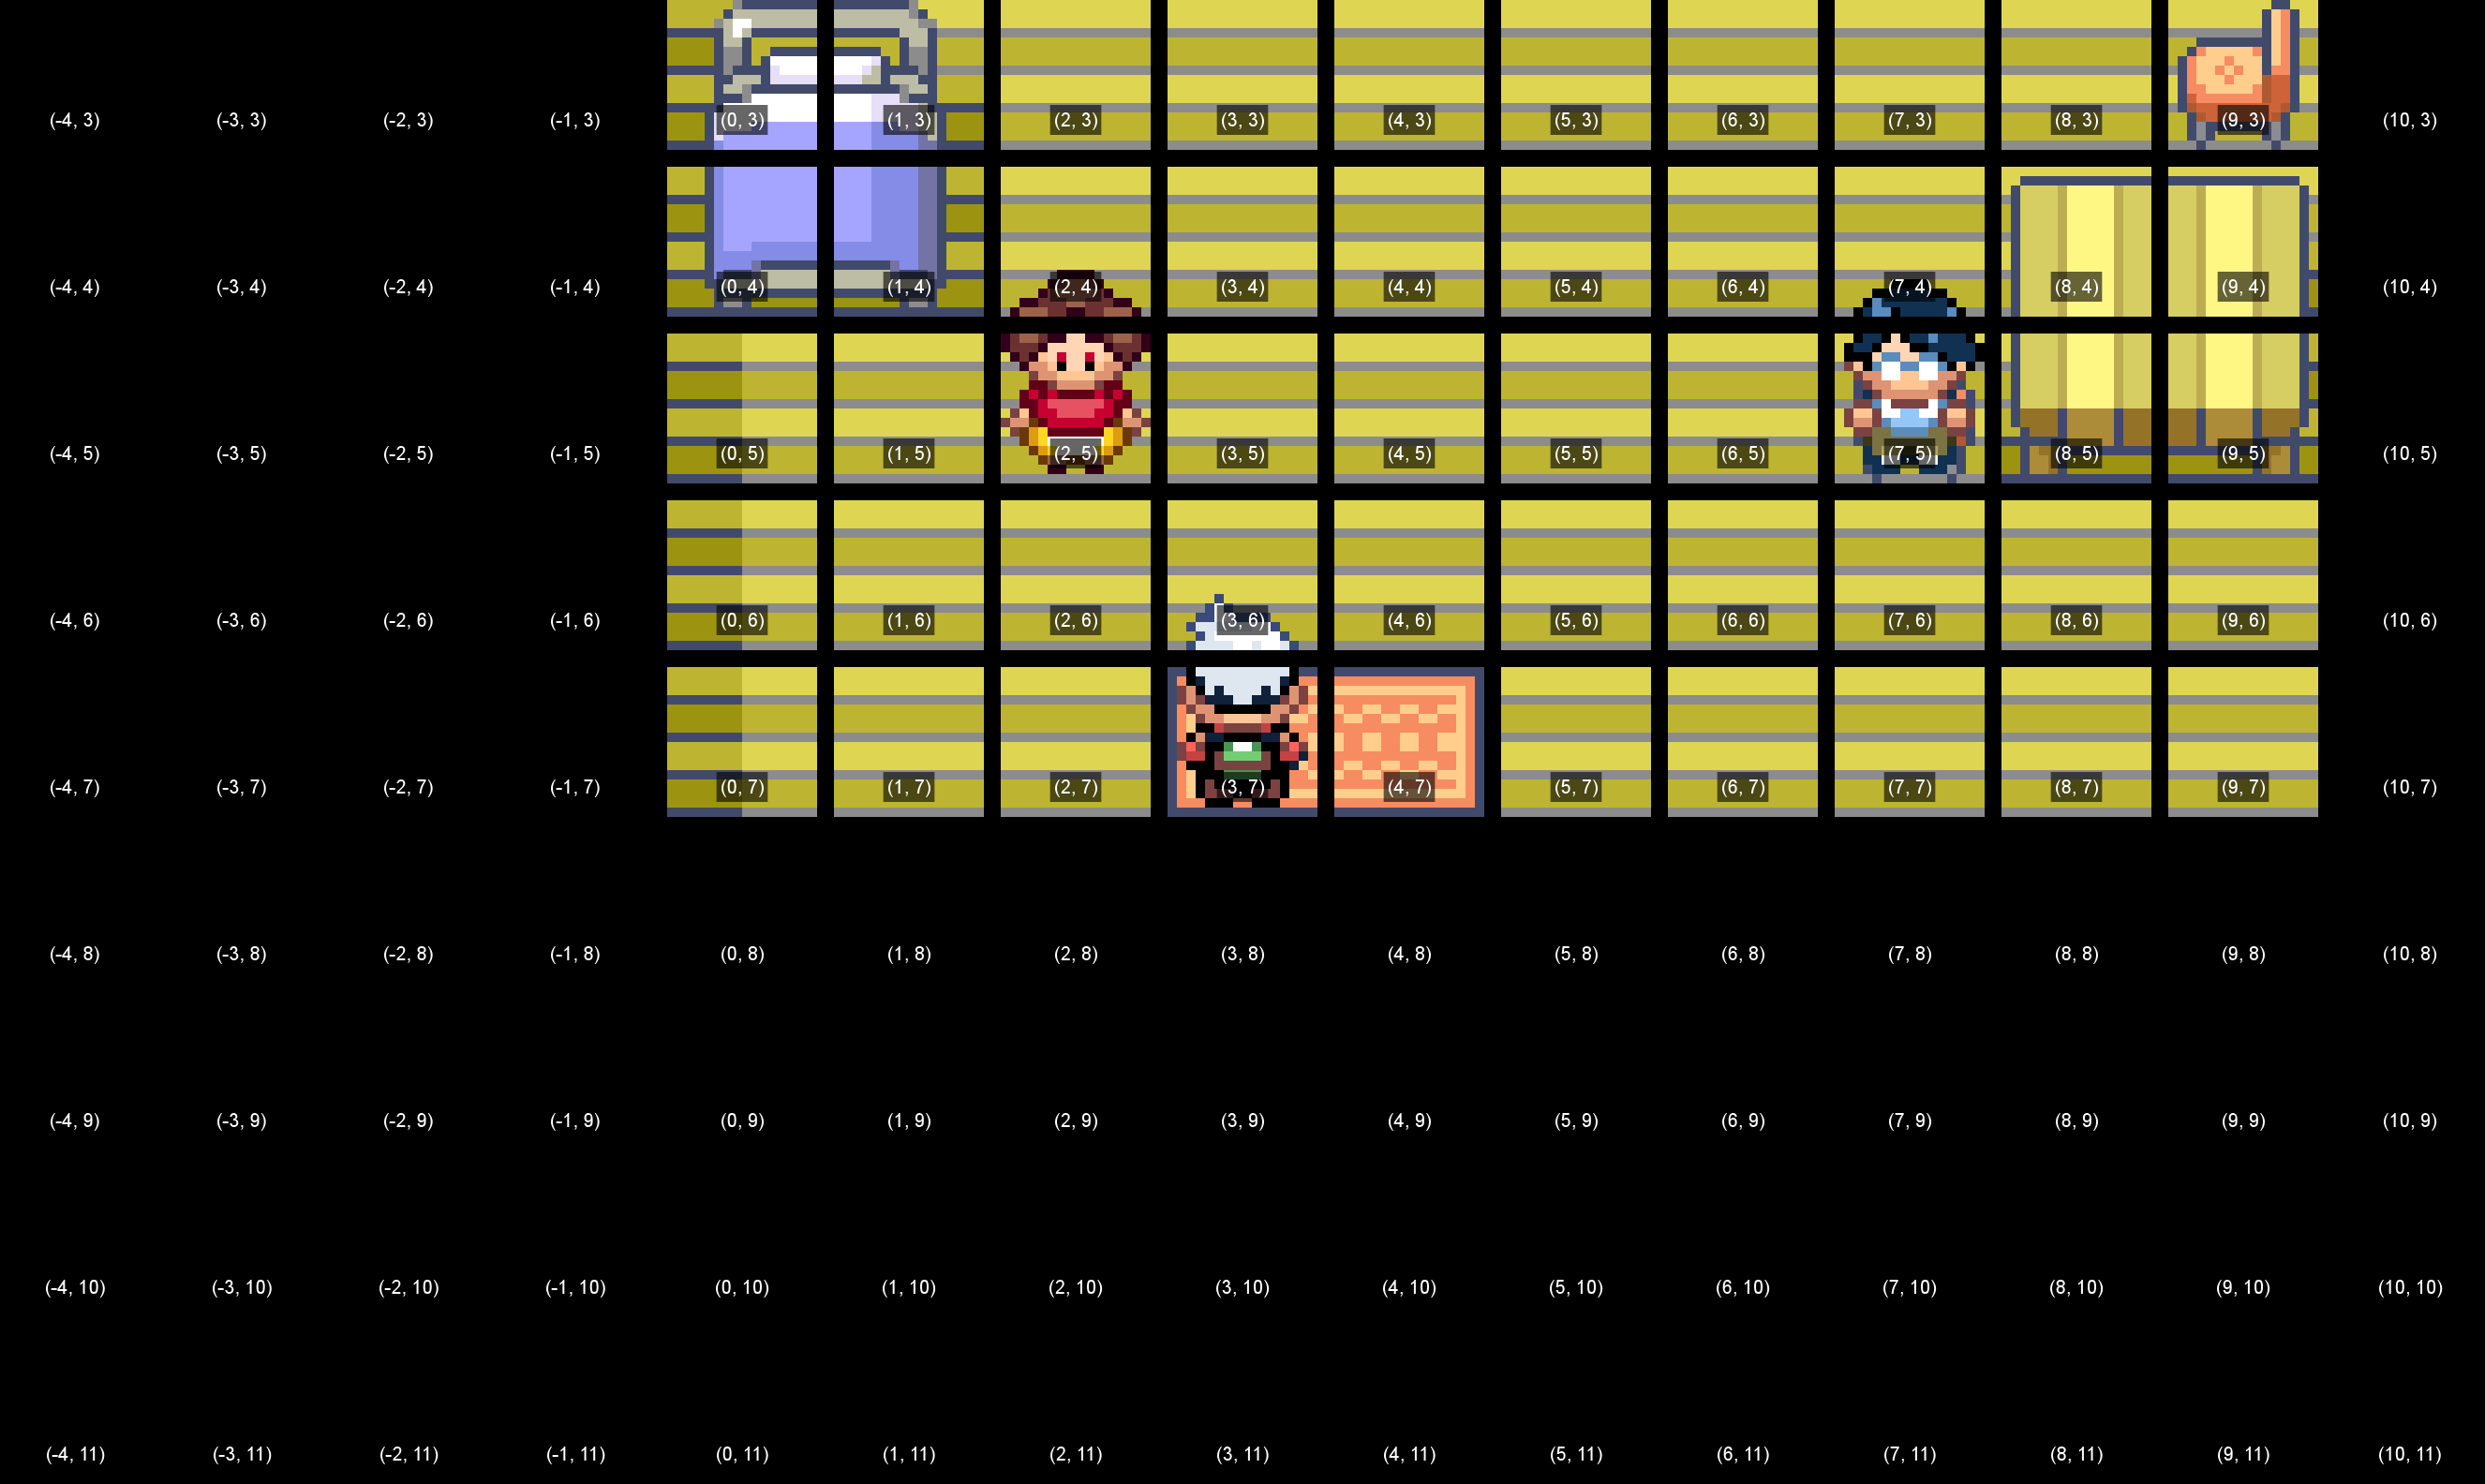 (-4, 3) (-3, 3) (-2, 3) (-1, 3) (0, 3) (1, 3) (2, 3) (3, 3) (4, 3) (5, 3) (6, 3) (7, 3) (8, 3) (9, 3) (10, 3)
(-4, 4) (-3, 4) (-2, 4) (-1, 4) (0, 4) (1, 4) (2, 4) (3, 4) (4, 4) (5, 4) (6, 4) (7, 4) (8, 4) (9, 4) (10, 4)
(-4, 5) (-3, 5) (-2, 5) (-1, 5) (0, 5) (1, 5) (2, 5) (3, 5) (4, 5) (5, 5) (6, 5) (7, 5) (8, 5) (9, 5) (10, 5)
(-4, 6) (-3, 6) (-2, 6) (-1, 6) (0, 6) (1, 6) (2, 6) (3, 6) (4, 6) (5, 6) (6, 6) (7, 6) (8, 6) (9, 6) (10, 6)
(-4, 7) (-3, 7) (-2, 7) (-1, 7) (0, 7) (1, 7) (2, 7) (3, 7) (4, 7) (5, 7) (6, 7) (7, 7) (8, 7) (9, 7) (10, 7)
(-4, 8) (-3, 8) (-2, 8) (-1, 8) (0, 8) (1, 8) (2, 8) (3, 8) (4, 8) (5, 8) (6, 8) (7, 8) (8, 8) (9, 8) (10, 8)
(-4, 9) (-3, 9) (-2, 9) (-1, 9) (0, 9) (1, 9) (2, 9) (3, 9) (4, 9) (5, 9) (6, 9) (7, 9) (8, 9) (9, 9) (10, 9)
(-4, 10) (-3, 10) (-2, 10) (-1, 10) (0, 10) (1, 10) (2, 10) (3, 10) (4, 10) (5, 10) (6, 10) (7, 10) (8, 10) (9, 10) (10, 10)
(-4, 11) (-3, 11) (-2, 11) (-1, 11) (0, 11) (1, 11) (2, 11) (3, 11) (4, 11) (5, 11) (6, 11) (7, 11) (8, 11) (9, 11) (10, 11)